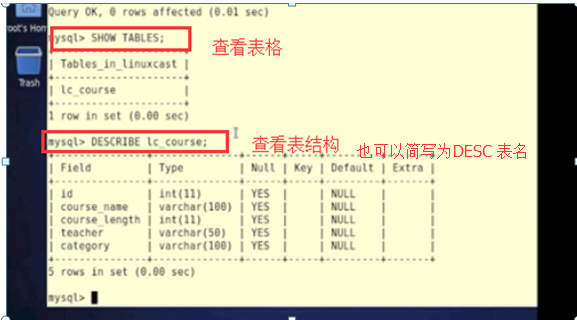 Query OK, 0 rows affected (0.01 sec)
oot's Hom
mysql> SHOW TABLES;
查看表格
Trash
+---------------------+
| Tables_in_linuxcast |
+---------------------+
| lc_course |
+---------------------+
1 row in set (0.00 sec)
mysql> DESCRIBE lc_course;
查看表结构
也可以简写为DESC 表名
+---------------+--------------+------+-----+---------+-------+
| Field | Type | Null | Key | Default | Extra |
+---------------+--------------+------+-----+---------+-------+
| id | int(11) | YES | | NULL | |
| course_name | varchar(100) | YES | | NULL | |
| course_length | int(11) | YES | | NULL | |
| teacher | varchar(50) | YES | | NULL | |
| category | varchar(100) | YES | | NULL | |
+---------------+--------------+------+-----+---------+-------+
5 rows in set (0.00 sec)
mysql>